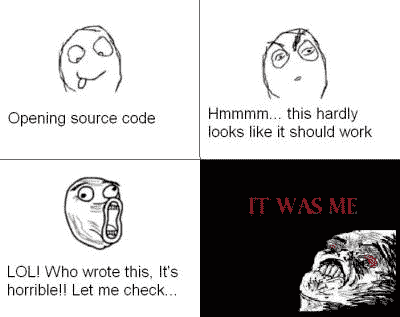 Opening source code
Hmmmm... this hardly
looks like it should work
LOL! Who wrote this, It's
horrible!! Let me check...
IT WAS ME